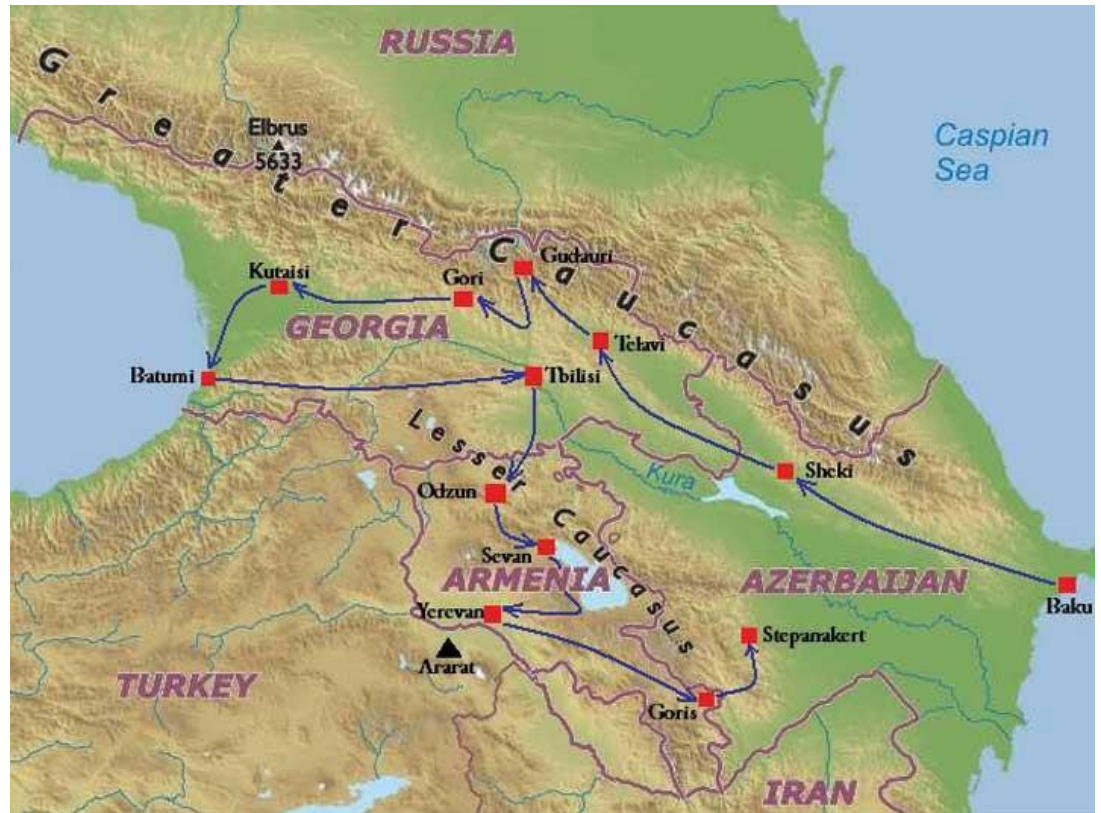 RUSSIA
Greater Caucasus
Elbrus
5633
Caspian
Sea
Gudauri
Kutaisi
Gori
GEORGIA
Telavi
Batumi
Tbilisi
Lesser Caucasus
Sheki
Kura
Odzun
Sevan
ARMENIA
AZERBAIJAN
Baku
Yerevan
Stepanakert
Ararat
TURKEY
Goris
IRAN